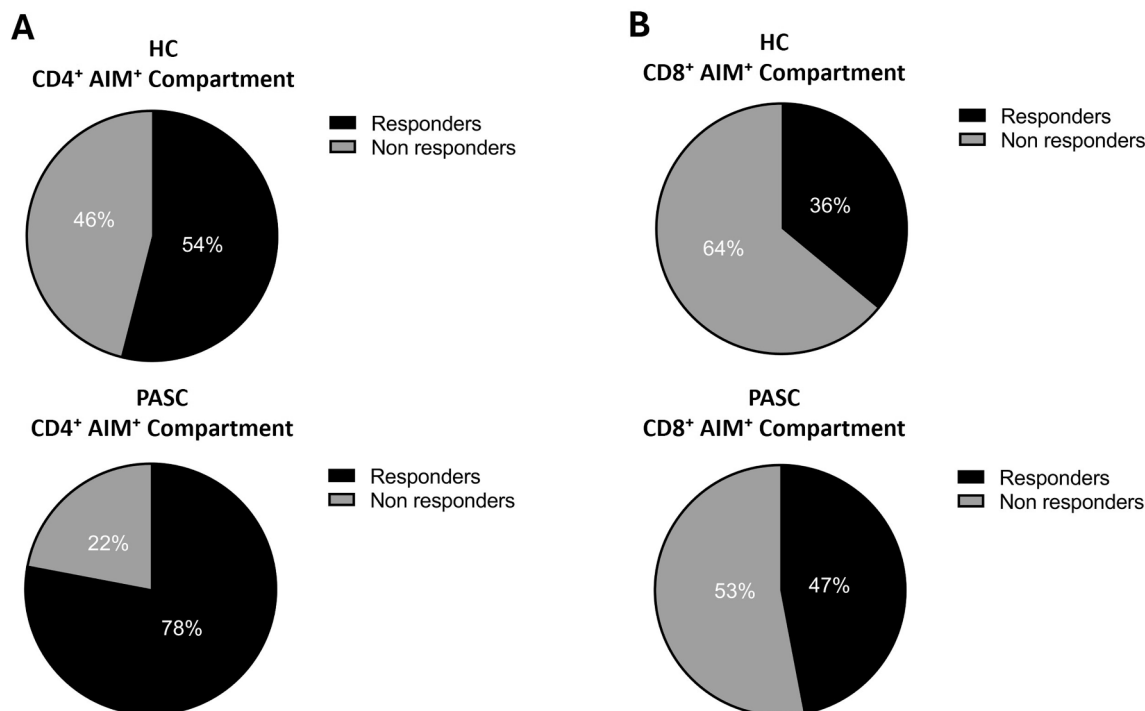 A
HC
CD4⁺ AIM⁺ Compartment
Responders
Non responders
46%
54%
PASC
CD4⁺ AIM⁺ Compartment
Responders
Non responders
22%
78%
B
HC
CD8⁺ AIM⁺ Compartment
Responders
Non responders
36%
64%
PASC
CD8⁺ AIM⁺ Compartment
Responders
Non responders
53%
47%